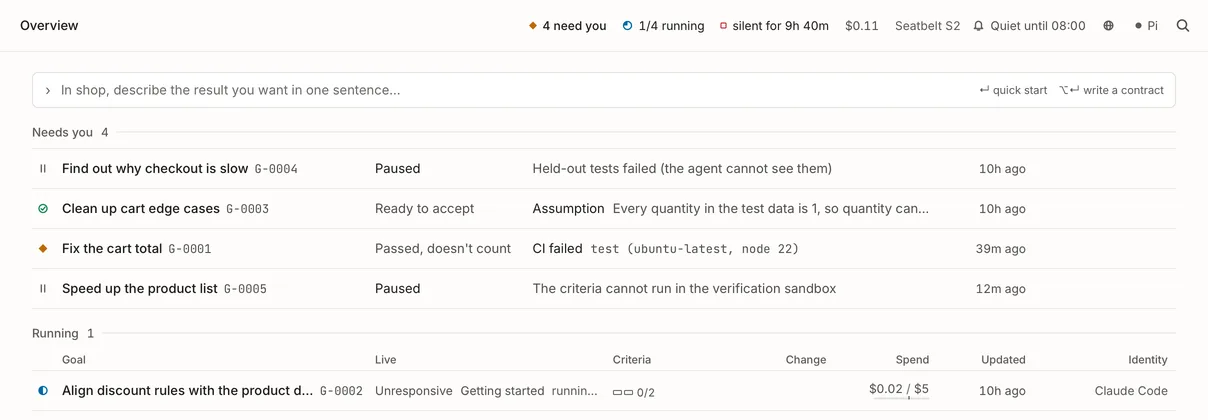 Overview 4 need you 1/4 running silent for 9h 40m $0.11 Seatbelt S2 Quiet until 08:00 Pi
› In shop, describe the result you want in one sentence... ↵ quick start ⌥↵ write a contract
Needs you 4
Find out why checkout is slow G-0004 Paused Held-out tests failed (the agent cannot see them) 10h ago
Clean up cart edge cases G-0003 Ready to accept Assumption Every quantity in the test data is 1, so quantity can... 10h ago
Fix the cart total G-0001 Passed, doesn't count CI failed test (ubuntu-latest, node 22) 39m ago
Speed up the product list G-0005 Paused The criteria cannot run in the verification sandbox 12m ago
Running 1
Goal Live Criteria Change Spend Updated Identity
Align discount rules with the product d... G-0002 Unresponsive Getting started runnin... 0/2 $0.02 / $5 10h ago Claude Code